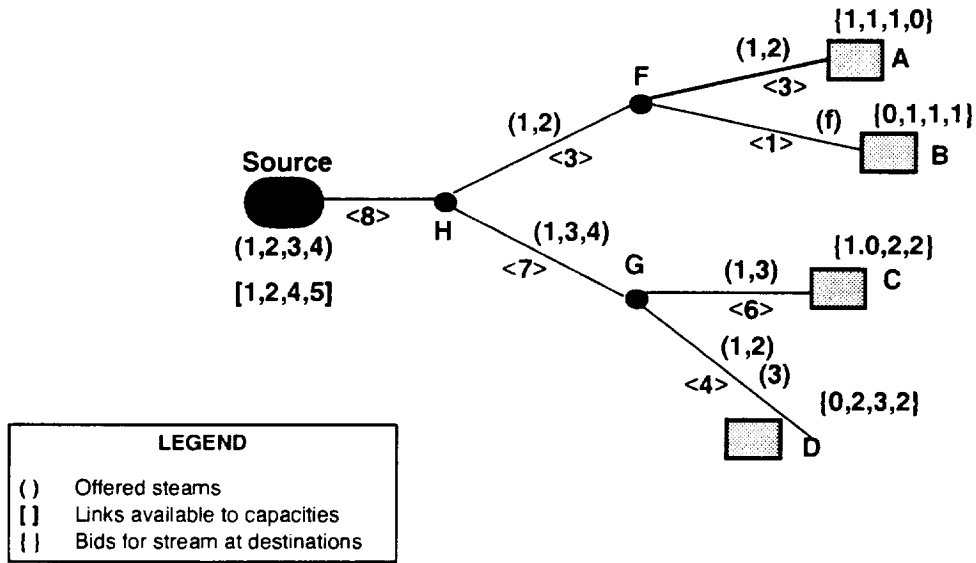 {1,1,1,0}
(1,2)
A
F
<3>
(1,2)
(f)
{0,1,1,1}
<3>
<1>
B
Source
<8>
H
(1,2,3,4)
(1,3,4)
{1.0,2,2}
<7>
G
(1,3)
C
[1,2,4,5]
<6>
(1,2)
<4>
(3)
{0,2,3,2}
D
LEGEND
( ) Offered steams
[ ] Links available to capacities
{ } Bids for stream at destinations